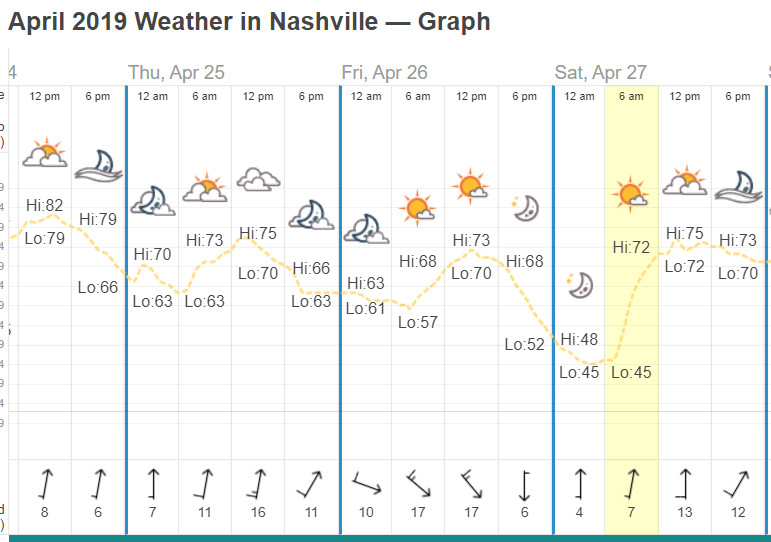 April 2019 Weather in Nashville — Graph
4 Thu, Apr 25 Fri, Apr 26 Sat, Apr 27
12 pm 6 pm 12 am 6 am 12 pm 6 pm 12 am 6 am 12 pm 6 pm 12 am 6 am 12 pm 6 pm
Hi:82 Hi:79 Hi:70 Hi:73 Hi:75 Hi:66 Hi:63 Hi:68 Hi:73 Hi:68 Hi:48 Hi:72 Hi:75 Hi:73
Lo:79 Lo:66 Lo:63 Lo:63 Lo:70 Lo:63 Lo:61 Lo:57 Lo:70 Lo:52 Lo:45 Lo:45 Lo:72 Lo:70
8 6 7 11 16 11 10 17 17 6 4 7 13 12